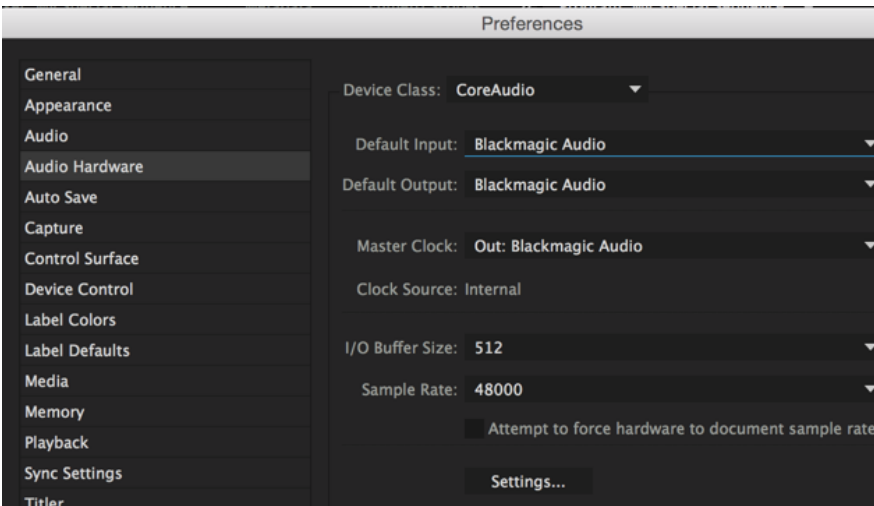 Preferences
General
Appearance
Audio
Audio Hardware
Auto Save
Capture
Control Surface
Device Control
Label Colors
Label Defaults
Media
Memory
Playback
Sync Settings
Titler
Device Class: CoreAudio
Default Input: Blackmagic Audio
Default Output: Blackmagic Audio
Master Clock: Out: Blackmagic Audio
Clock Source: Internal
I/O Buffer Size: 512
Sample Rate: 48000
Attempt to force hardware to document sample rate
Settings...